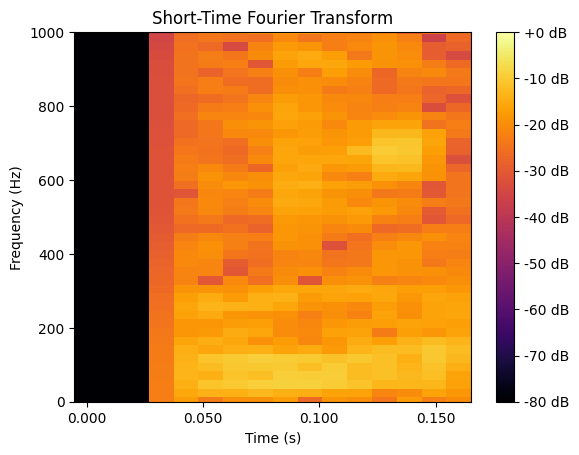 Short-Time Fourier Transform
1000
800
600
400
200
0
Frequency (Hz)
0.000
0.050
0.100
0.150
Time (s)
+0 dB
-10 dB
-20 dB
-30 dB
-40 dB
-50 dB
-60 dB
-70 dB
-80 dB